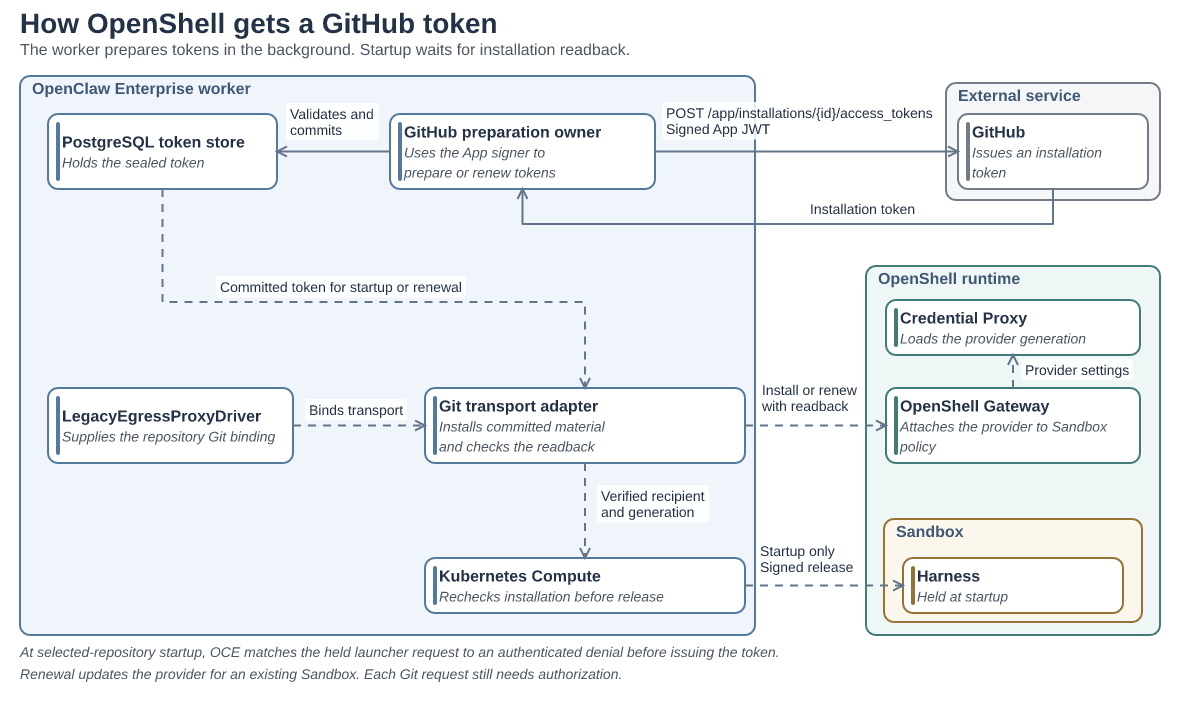 How OpenShell gets a GitHub token
The worker prepares tokens in the background. Startup waits for installation readback.
OpenClaw Enterprise worker
PostgreSQL token store
Holds the sealed token
Validates and
commits
GitHub preparation owner
Uses the App signer to
prepare or renew tokens
POST /app/installations/{id}/access_tokens
Signed App JWT
External service
GitHub
Issues an installation
token
Installation token
Committed token for startup or renewal
OpenShell runtime
Credential Proxy
Loads the provider generation
Provider settings
LegacyEgressProxyDriver
Supplies the repository Git binding
Binds transport
Git transport adapter
Installs committed material
and checks the readback
Install or renew
with readback
OpenShell Gateway
Attaches the provider to Sandbox
policy
Verified recipient
and generation
Kubernetes Compute
Rechecks installation before release
Startup only
Signed release
Sandbox
Harness
Held at startup
At selected-repository startup, OCE matches the held launcher request to an authenticated denial before issuing the token.
Renewal updates the provider for an existing Sandbox. Each Git request still needs authorization.